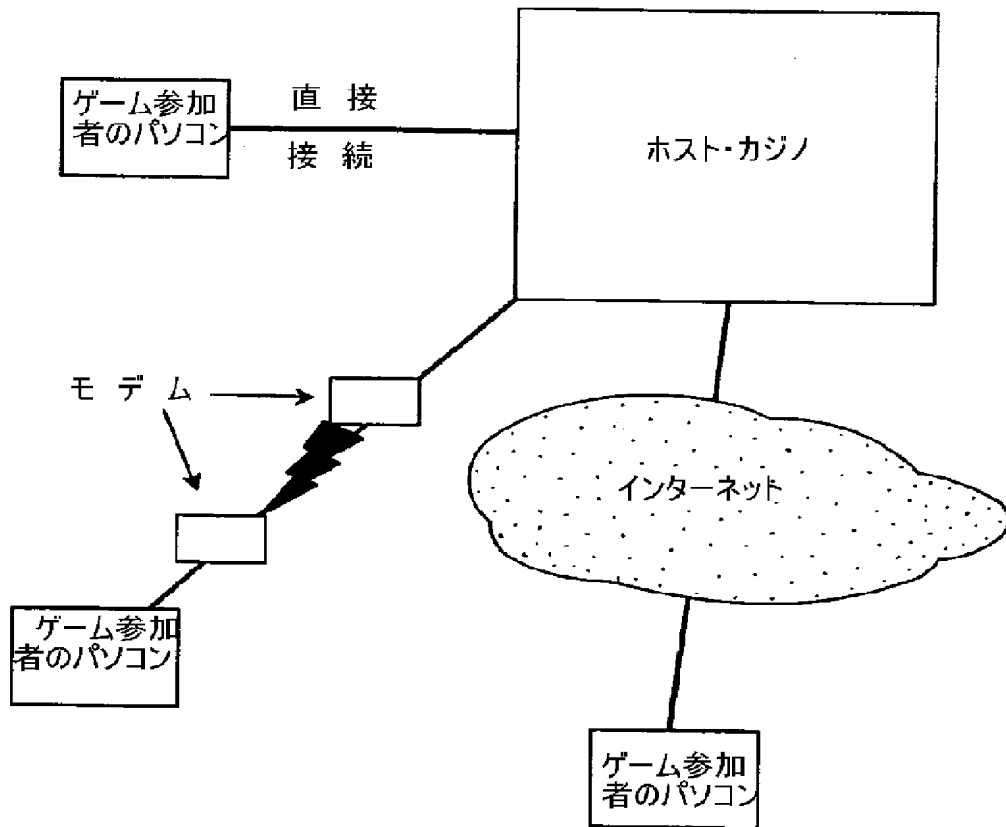 ゲーム参加
者のパソコン
直 接
接 続
ホスト・カジノ
モ デ ム
インターネット
ゲーム参加
者のパソコン
ゲーム参加
者のパソコン